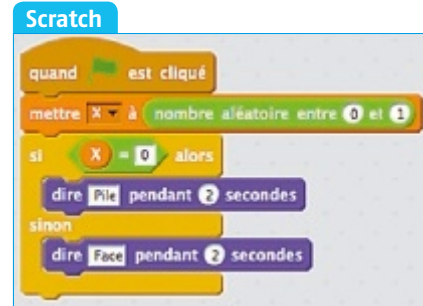 Scratch
quand est cliqué
mettre X à nombre aléatoire entre 0 et 1
si X = 0 alors
dire Pile pendant 2 secondes
sinon
dire Face pendant 2 secondes